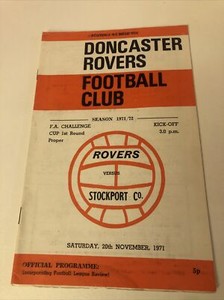 DONCASTER
ROVERS
FOOTBALL
CLUB
SEASON 1971/72
F.A. CHALLENGE
CUP 1st Round
Proper
KICK-OFF
3.0 p.m.
ROVERS
VERSUS
STOCKPORT Co.
SATURDAY, 20th NOVEMBER, 1971
OFFICIAL PROGRAMME
(incorporating Football League Review)
5p